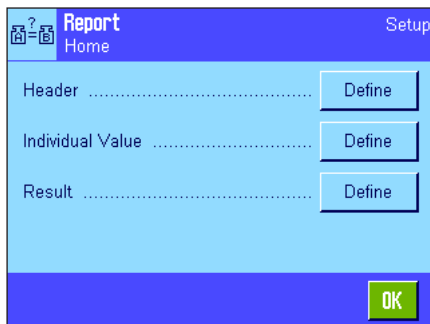 A ? = B Report Setup
Home
Header ........................................ Define
Individual Value ............................ Define
Result ......................................... Define
OK